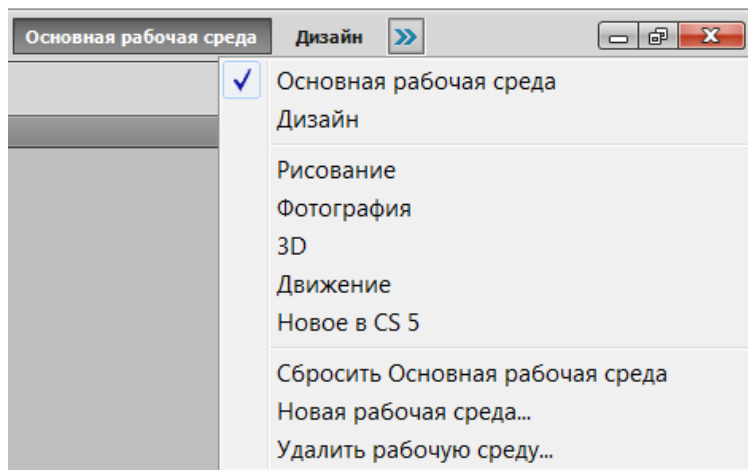 Основная рабочая среда Дизайн
Основная рабочая среда
Дизайн
Рисование
Фотография
3D
Движение
Новое в CS 5
Сбросить Основная рабочая среда
Новая рабочая среда...
Удалить рабочую среду...